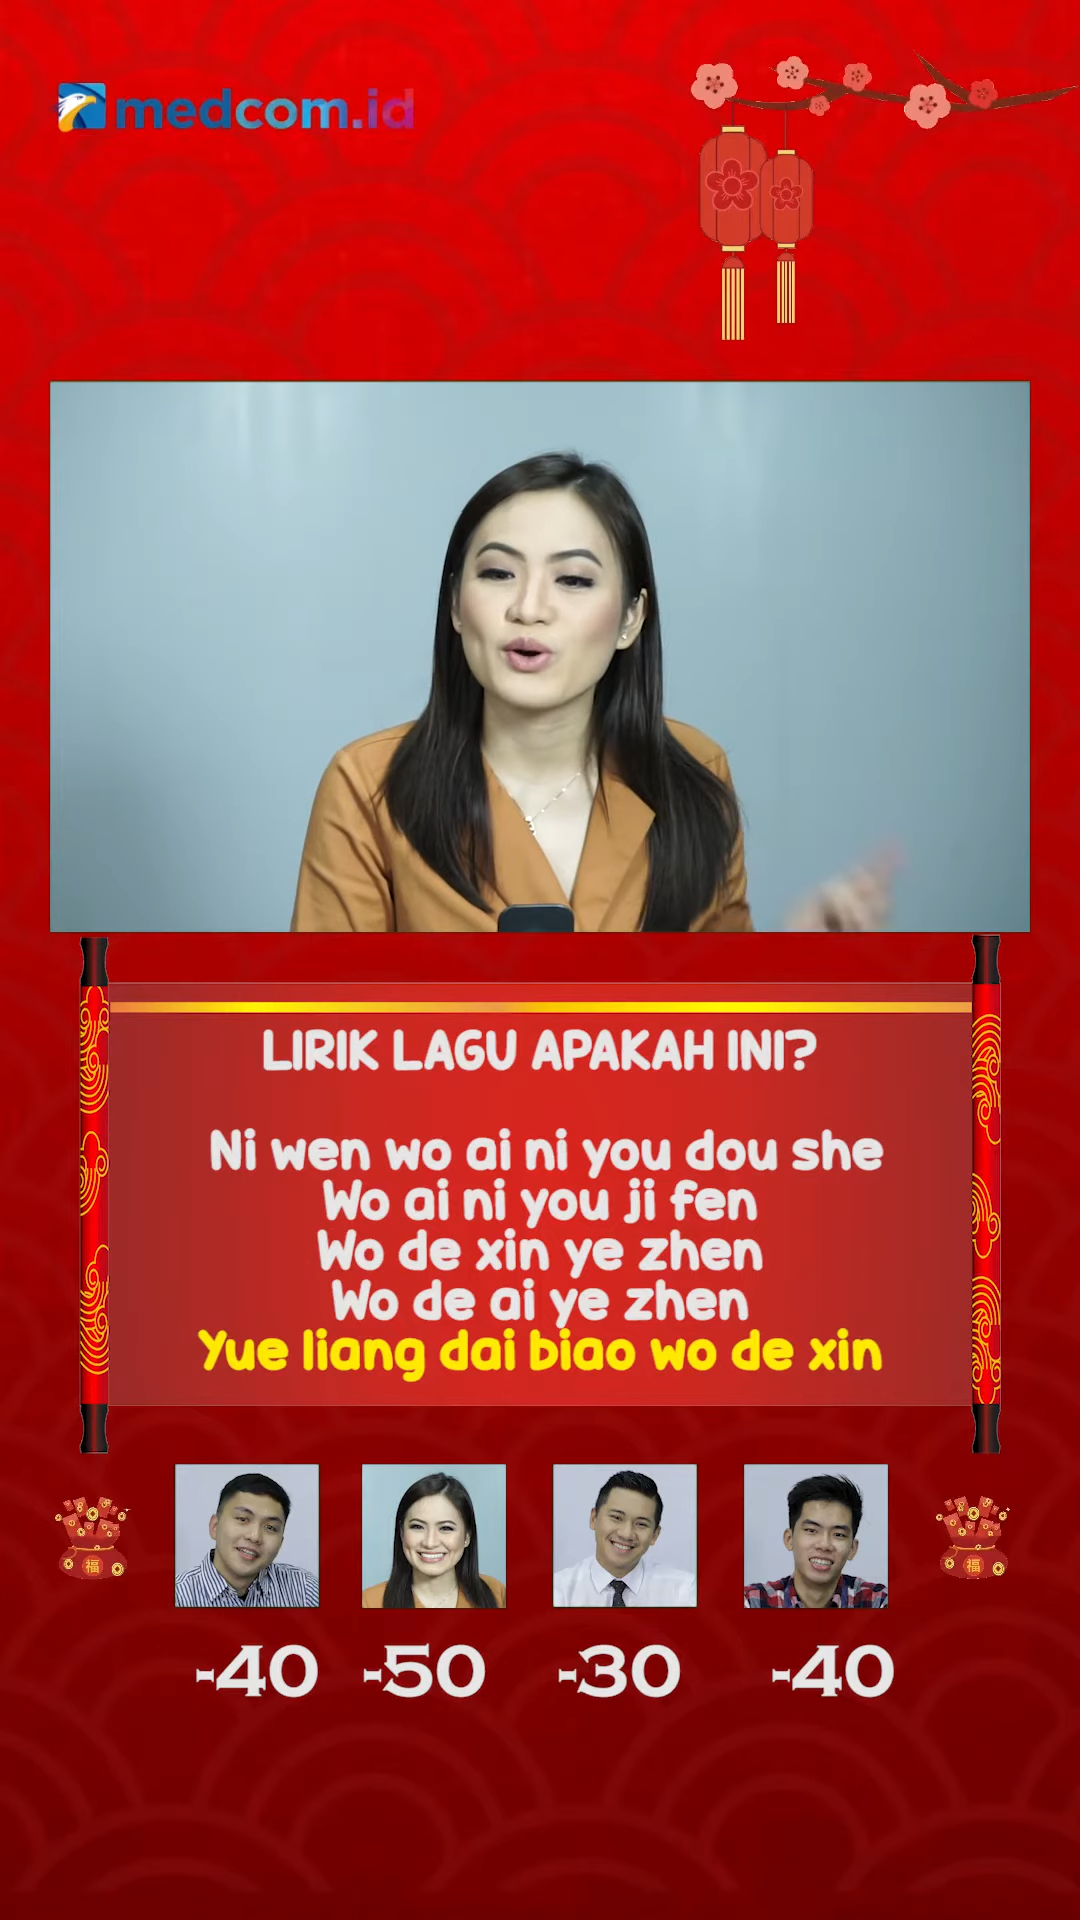 medcom.id
LIRIK LAGU APAKAH INI?
Ni wen wo ai ni you dou she
Wo ai ni you ji fen
Wo de xin ye zhen
Wo de ai ye zhen
Yue liang dai biao wo de xin
福
福
-40 -50 -30 -40